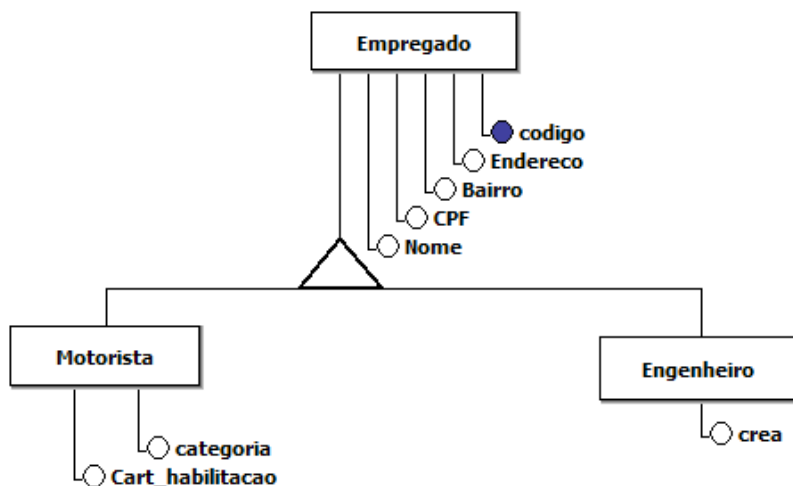 Empregado
codigo
Endereco
Bairro
CPF
Nome
Motorista
Engenheiro
categoria
Cart_habilitacao
crea